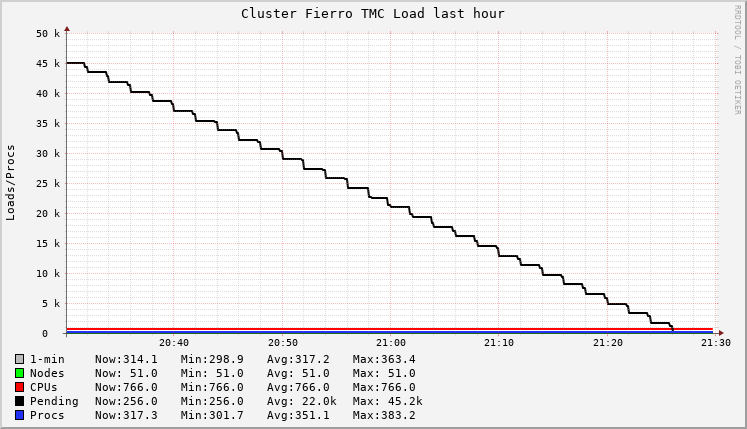 Cluster Fierro TMC Load last hour
RRDTOOL / TOBI OETIKER
Loads/Procs
50 k
45 k
40 k
35 k
30 k
25 k
20 k
15 k
10 k
5 k
0
20:40 20:50 21:00 21:10 21:20 21:30
1-min Now:314.1 Min:298.9 Avg:317.2 Max:363.4
Nodes Now: 51.0 Min: 51.0 Avg: 51.0 Max: 51.0
CPUs Now:766.0 Min:766.0 Avg:766.0 Max:766.0
Pending Now:256.0 Min:256.0 Avg: 22.0k Max: 45.2k
Procs Now:317.3 Min:301.7 Avg:351.1 Max:383.2